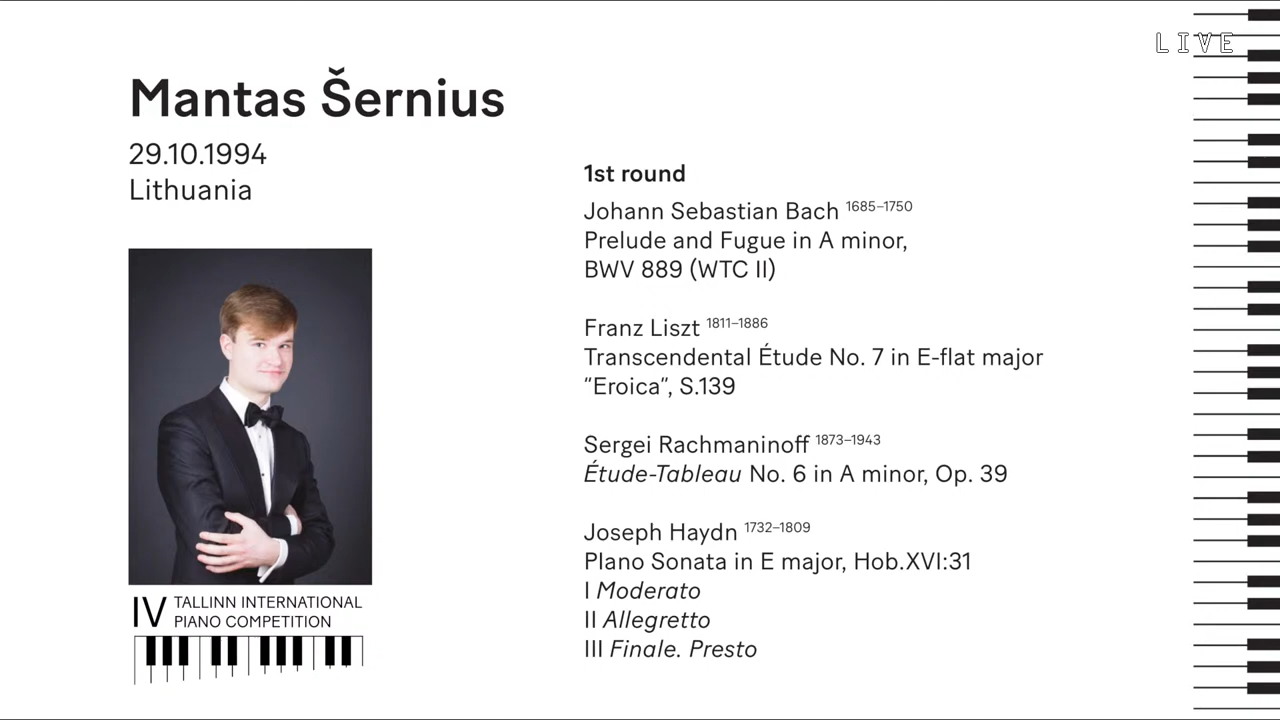 LIVE
Mantas Šernius
29.10.1994
Lithuania
1st round
Johann Sebastian Bach 1685–1750
Prelude and Fugue in A minor,
BWV 889 (WTC II)
Franz Liszt 1811–1886
Transcendental Étude No. 7 in E-flat major
“Eroica”, S.139
Sergei Rachmaninoff 1873–1943
Étude-Tableau No. 6 in A minor, Op. 39
Joseph Haydn 1732–1809
PIano Sonata in E major, Hob.XVI:31
I Moderato
II Allegretto
III Finale. Presto
IV TALLINN INTERNATIONAL
PIANO COMPETITION